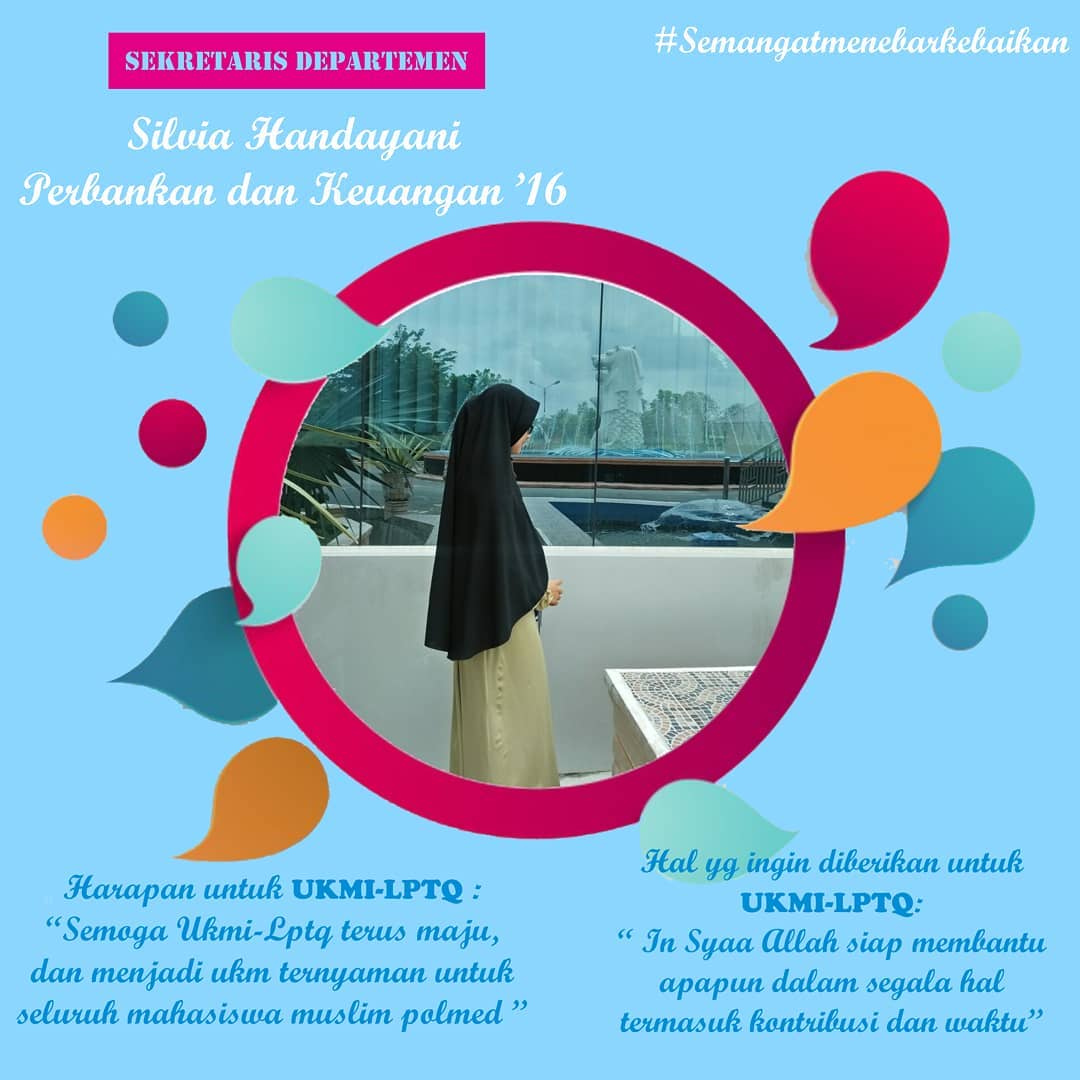 SEKRETARIS DEPARTEMEN
#Semangatmenebarkebaikan
Silvia Handayani
Perbankan dan Keuangan '16
Harapan untuk UKMI-LPTQ :
"Semoga Ukmi-Lptq terus maju,
dan menjadi ukm ternyaman untuk
seluruh mahasiswa muslim polmed "
Hal yg ingin diberikan untuk
UKMI-LPTQ:
" In Syaa Allah siap membantu
apapun dalam segala hal
termasuk kontribusi dan waktu"